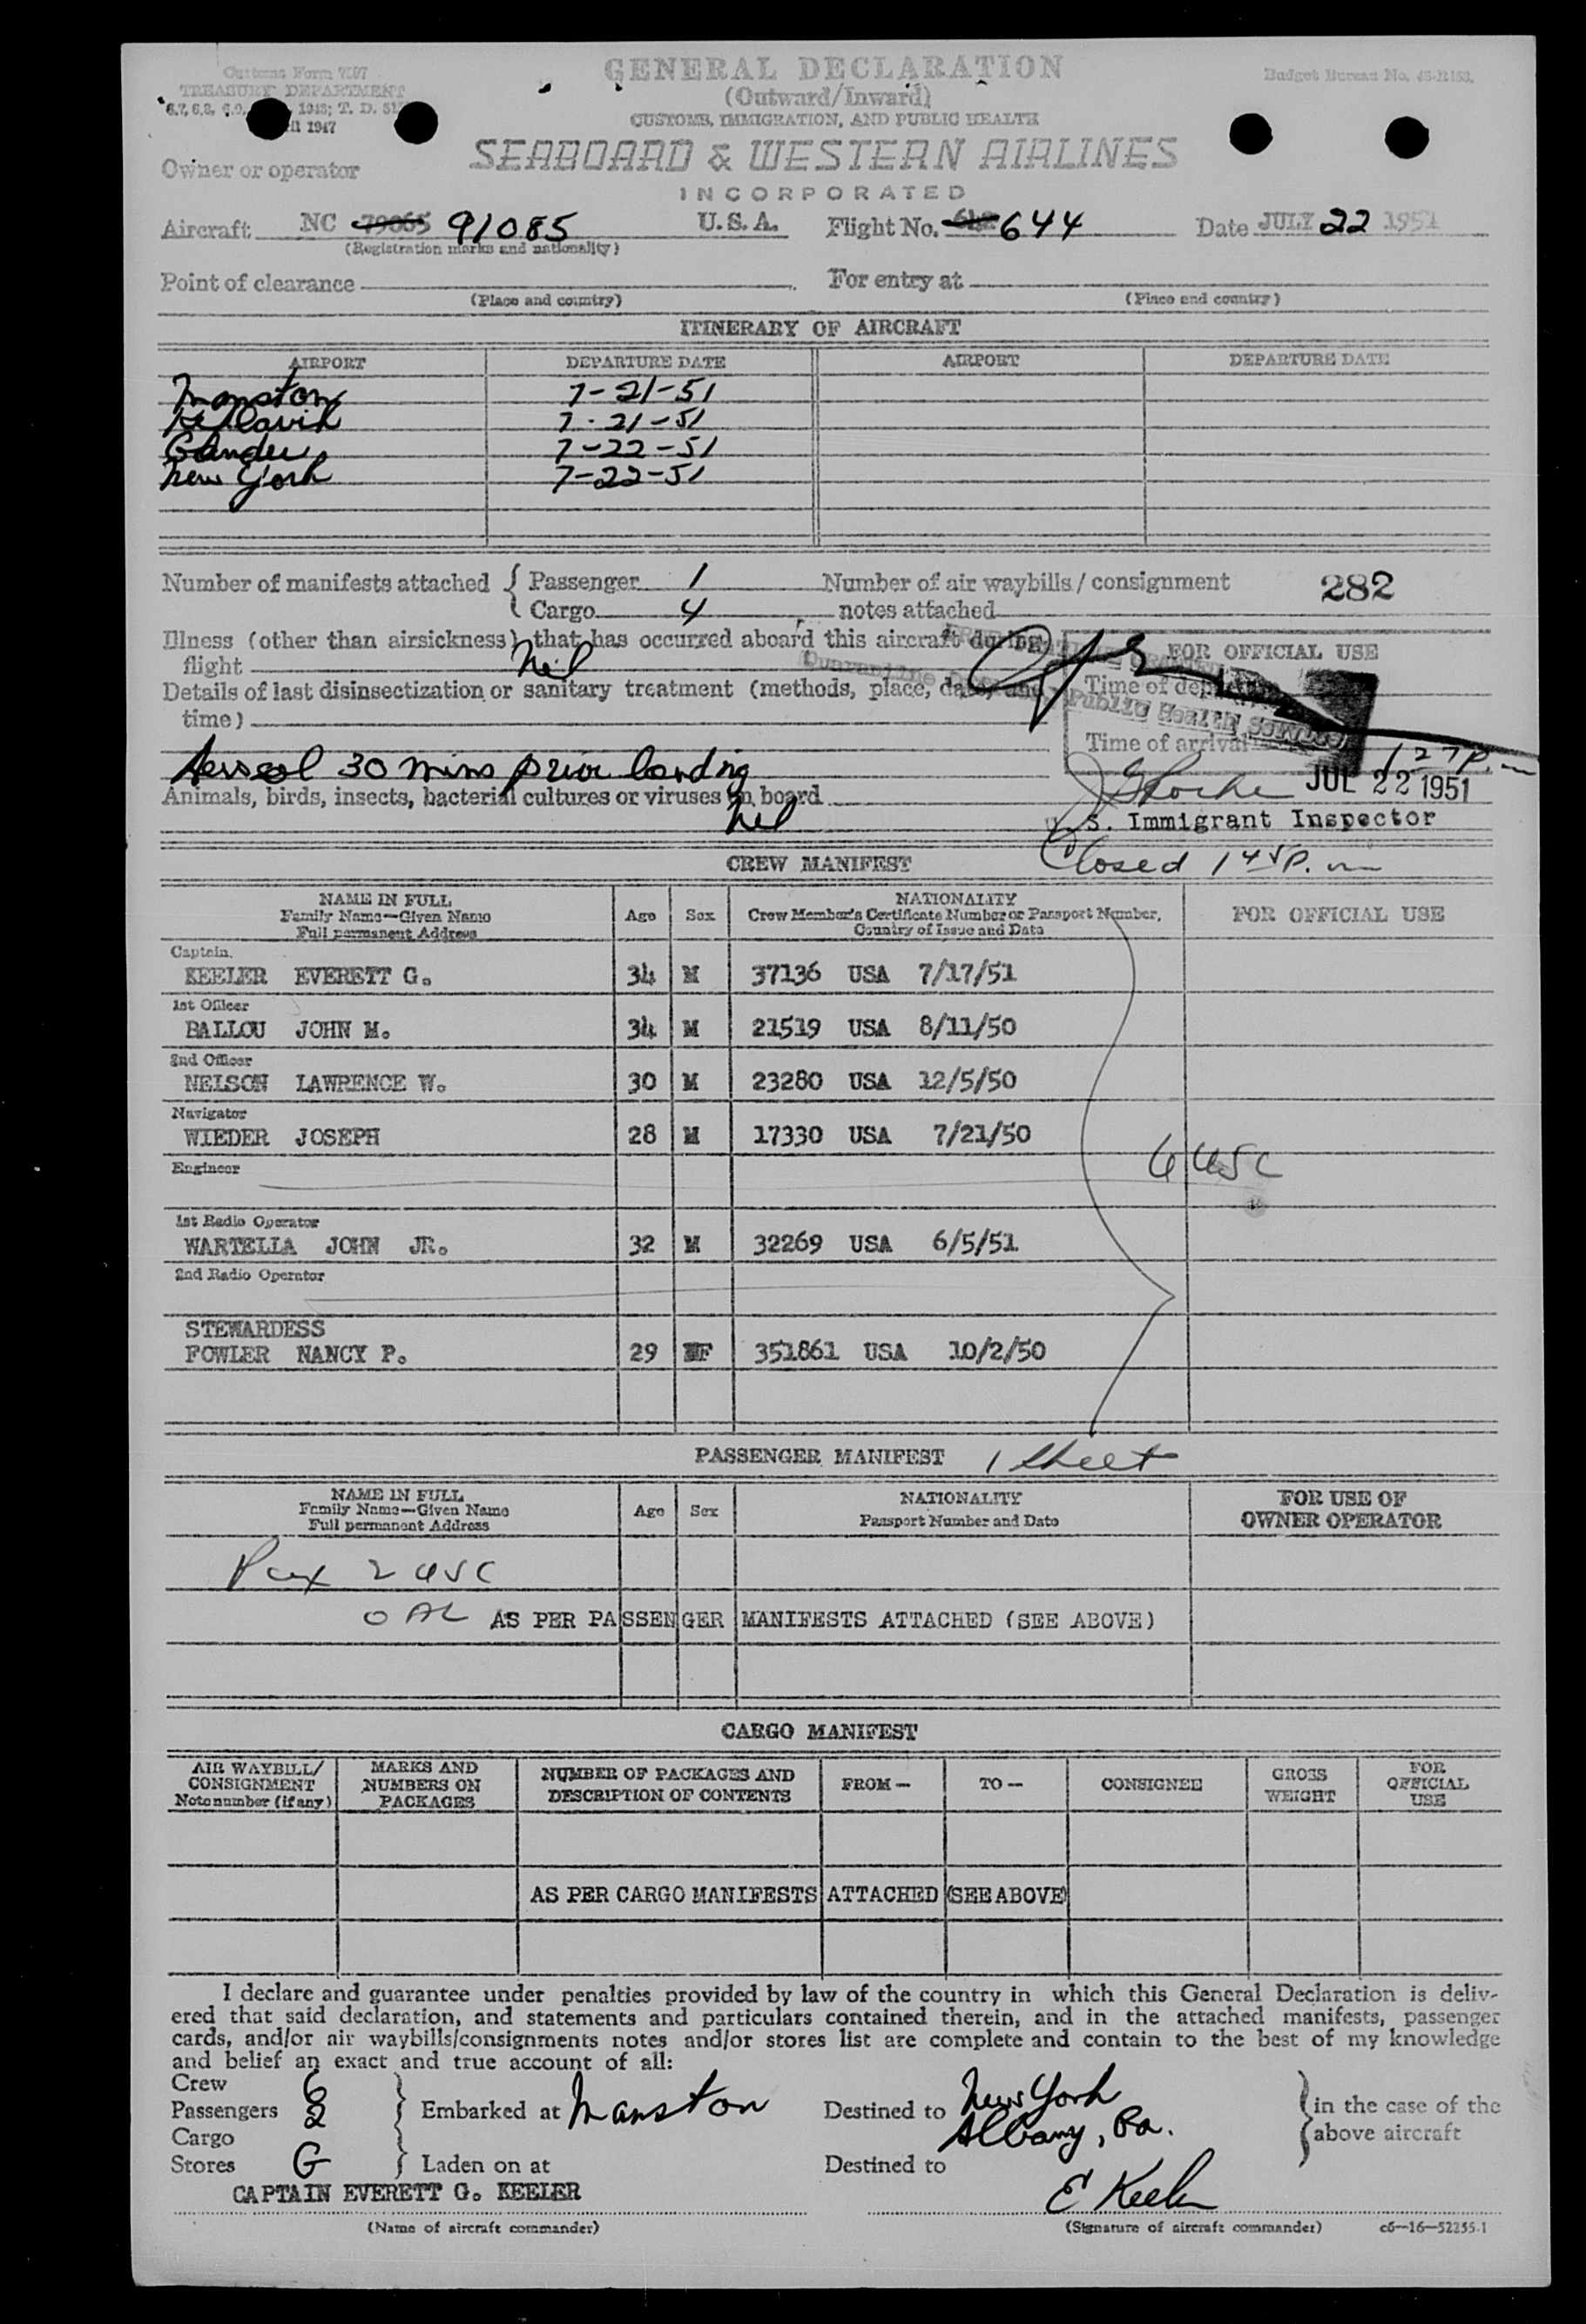 Customs Form 7507
TREASURY DEPARTMENT
1947
GENERAL DECLARATION
(Outward/Inward)
CUSTOMS, IMMIGRATION, AND PUBLIC HEALTH
Budget Bureau No.
SEABOARD & WESTERN AIRLINES
INCORPORATED
Owner or operator
Aircraft NC 79065 91085 U.S.A. Flight No. 644 Date JULY 22 1951
(Registration marks and nationality)
Point of clearance For entry at
(Place and country) (Place and country)
ITINERARY OF AIRCRAFT
AIRPORT DEPARTURE DATE AIRPORT DEPARTURE DATE
Manston 7-21-51
Keflavik 7-21-51
Gander 7-22-51
New York 7-22-51
Number of manifests attached { Passenger 1 Number of air waybills / consignment 282
Cargo 4 notes attached
Illness (other than airsickness) that has occurred aboard this aircraft during
flight Nil
FOR OFFICIAL USE
Details of last disinsectization or sanitary treatment (methods, place, date, and
time)
Time of
Public Health Service
Time of arrival 127 P.m
Aerosol 30 mins prior landing
JUL 22 1951
Animals, birds, insects, bacterial cultures or viruses on board
Nil
U. S. Immigrant Inspector
Closed 145 P.m
CREW MANIFEST
NAME IN FULL
Family Name—Given Name
Full permanent Address
Age Sex
NATIONALITY
Crew Member's Certificate Number or Passport Number,
Country of Issue and Date
FOR OFFICIAL USE
Captain
KEELER EVERETT G. 34 M 37136 USA 7/17/51
1st Officer
BALLOU JOHN M. 34 M 21519 USA 8/11/50
2nd Officer
NELSON LAWRENCE W. 30 M 23280 USA 12/5/50
Navigator
WIEDER JOSEPH 28 M 17330 USA 7/21/50
Engineer
6 USC
1st Radio Operator
WARTELLA JOHN JR. 32 M 32269 USA 6/5/51
2nd Radio Operator
STEWARDESS
FOWLER NANCY P. 29 F 351861 USA 10/2/50
PASSENGER MANIFEST 1 Sheet
NAME IN FULL
Family Name—Given Name
Full permanent Address
Age Sex
NATIONALITY
Passport Number and Date
FOR USE OF
OWNER OPERATOR
Pax 2 USC
0 AL AS PER PASSENGER MANIFESTS ATTACHED (SEE ABOVE)
CARGO MANIFEST
AIR WAYBILL/
CONSIGNMENT
Note number (if any)
MARKS AND
NUMBERS ON
PACKAGES
NUMBER OF PACKAGES AND
DESCRIPTION OF CONTENTS
FROM—
TO—
CONSIGNEE
GROSS
WEIGHT
FOR
OFFICIAL
USE
AS PER CARGO MANIFESTS ATTACHED (SEE ABOVE)
I declare and guarantee under penalties provided by law of the country in which this General Declaration is deliv-
ered that said declaration, and statements and particulars contained therein, and in the attached manifests, passenger
cards, and/or air waybills/consignments notes and/or stores list are complete and contain to the best of my knowledge
and belief an exact and true account of all:
Crew 6
Passengers 2 } Embarked at Manston Destined to New York } in the case of the
Albany, Ga. above aircraft
Cargo
Stores G } Laden on at Destined to
CAPTAIN EVERETT G. KEELER E Keeler
(Name of aircraft commander) (Signature of aircraft commander) c6—16—52255-1